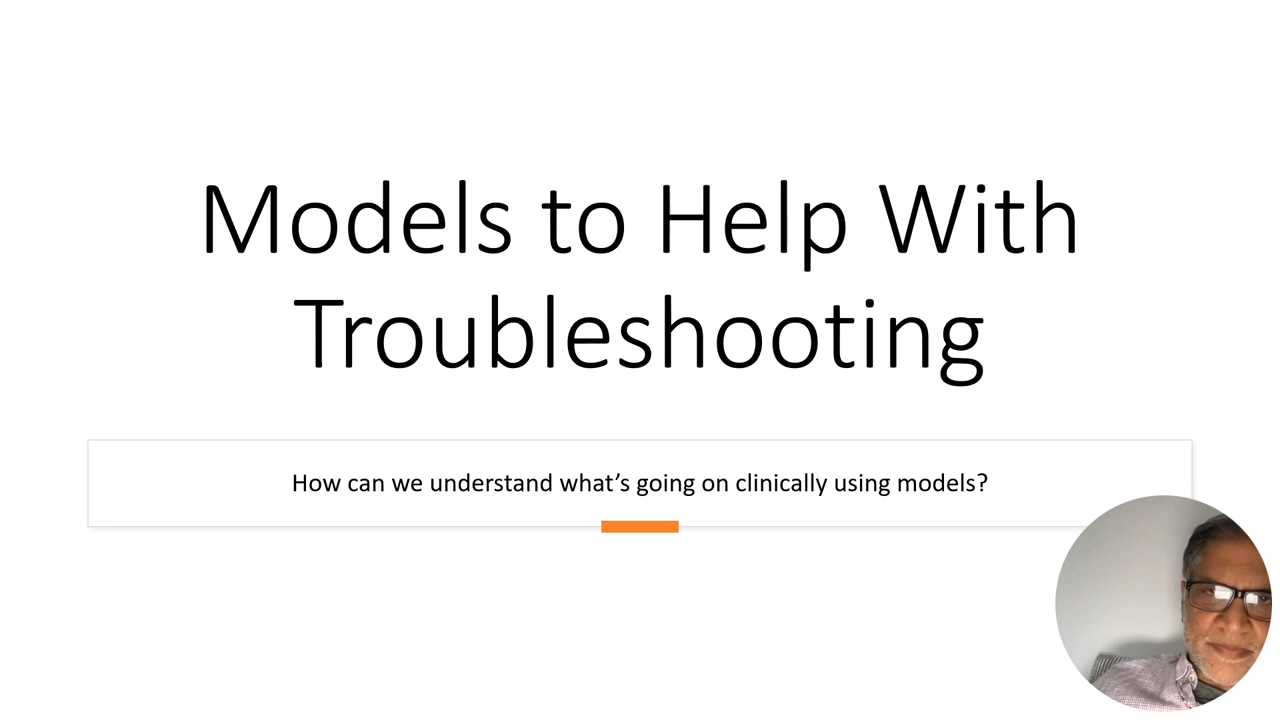 Models to Help With
Troubleshooting
How can we understand what’s going on clinically using models?